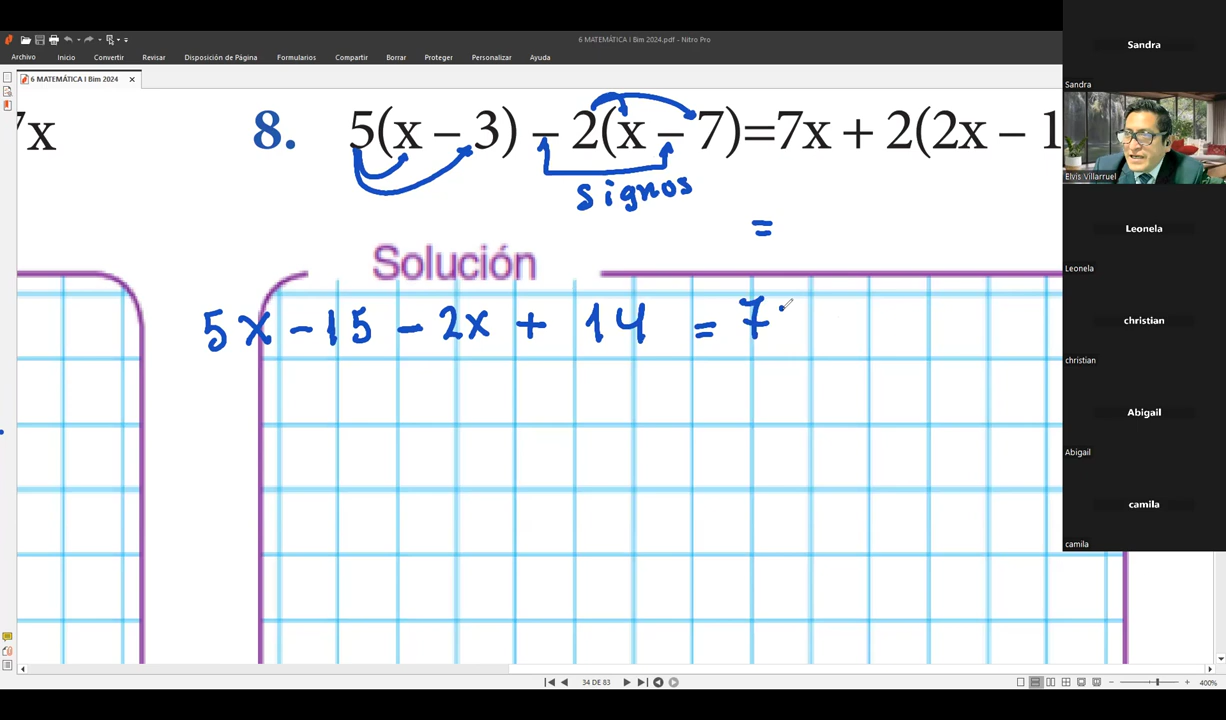 6 MATEMÁTICA I Bim 2024.pdf - Nitro Pro
Archivo Inicio Convertir Revisar Disposición de Página Formularios Compartir Borrar Proteger Personalizar Ayuda
6 MATEMÁTICA I Bim 2024 ×
7x
8. 5(x – 3) – 2(x – 7)=7x + 2(2x – 1
signos
=
Solución
5x – 15 – 2x + 14 = 7
34 DE 83
400%
Sandra
Sandra
Elvis Villarruel
Leonela
Leonela
christian
christian
Abigail
Abigail
camila
camila